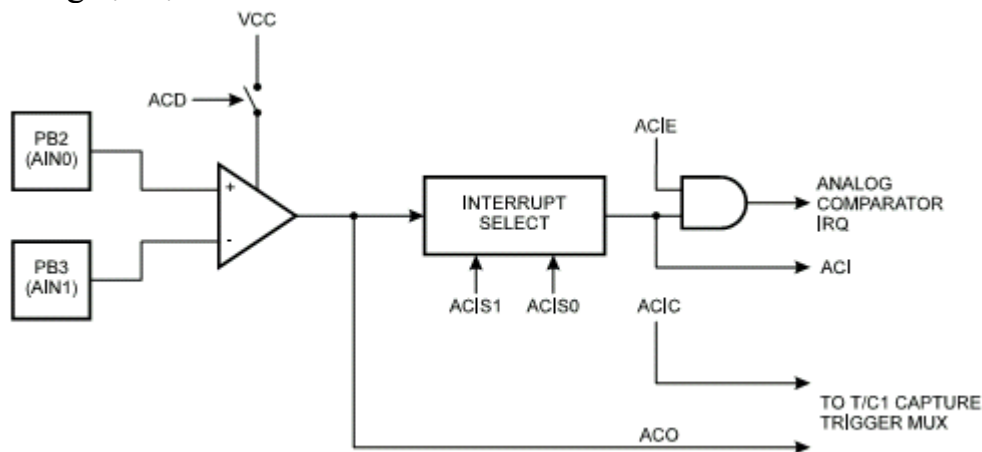 VCC
ACD
PB2
(AIN0)
+
-
PB3
(AIN1)
INTERRUPT
SELECT
ACIS1 ACIS0
ACIE
ANALOG
COMPARATOR
IRQ
ACI
ACIC
TO T/C1 CAPTURE
TRIGGER MUX
ACO